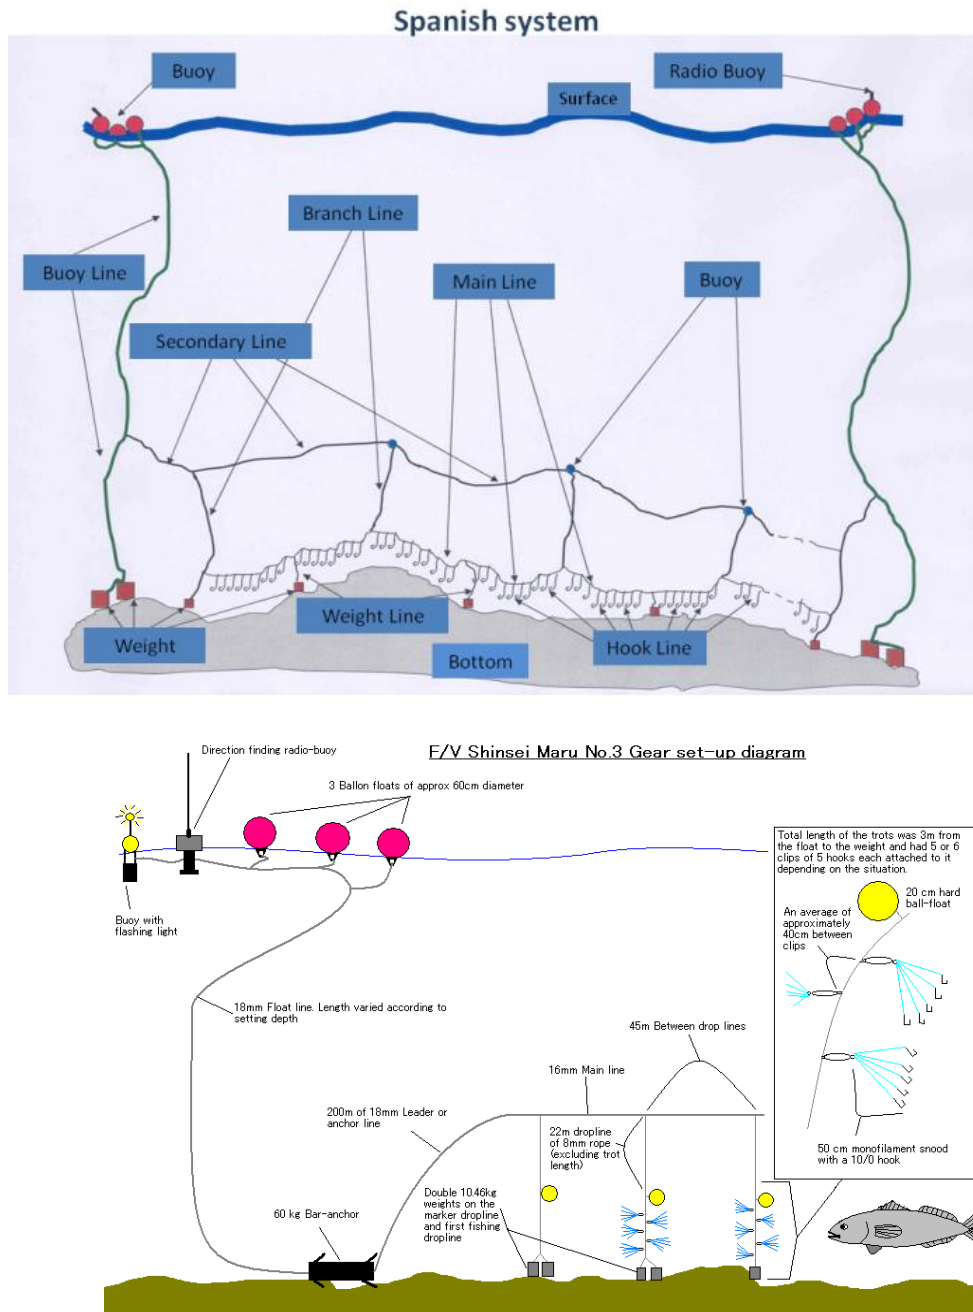 Spanish system
Buoy
Radio Buoy
Surface
Branch Line
Buoy Line
Main Line
Buoy
Secondary Line
Weight
Weight Line
Hook Line
Bottom
F/V Shinsei Maru No.3 Gear set-up diagram
Direction finding radio-buoy
3 Ballon floats of approx 60cm diameter
Buoy with
flashing light
Total length of the trots was 3m from
the float to the weight and had 5 or 6
clips of 5 hooks each attached to it
depending on the situation.
20 cm hard
ball-float
An average of
approximately
40cm between
clips
50 cm monofilament snood
with a 10/0 hook
18mm Float line. Length varied according to
setting depth
45m Between drop lines
16mm Main line
200m of 18mm Leader or
anchor line
22m dropline
of 8mm rope
(excluding trot
length)
Double 10.46kg
weights on the
marker dropline
and first fishing
dropline
60 kg Bar-anchor